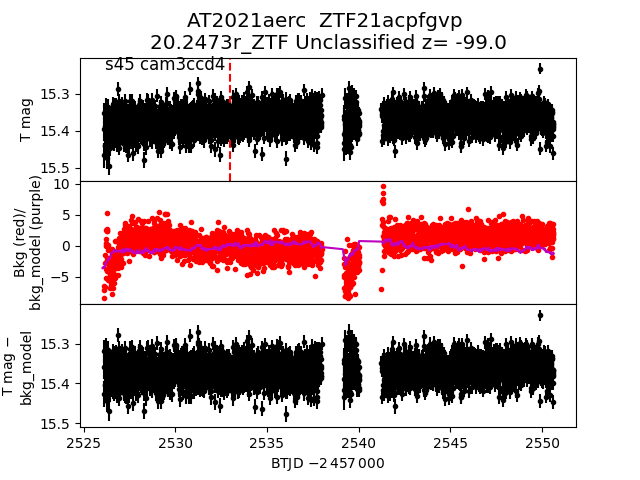 AT2021aerc  ZTF21acpfgvp
20.2473r_ZTF Unclassified z= -99.0
s45 cam3ccd4
T mag
15.3
15.4
15.5
Bkg (red)/
bkg_model (purple)
10
5
0
−5
T mag −
bkg_model
15.3
15.4
15.5
2525 2530 2535 2540 2545 2550
BTJD −2 457 000